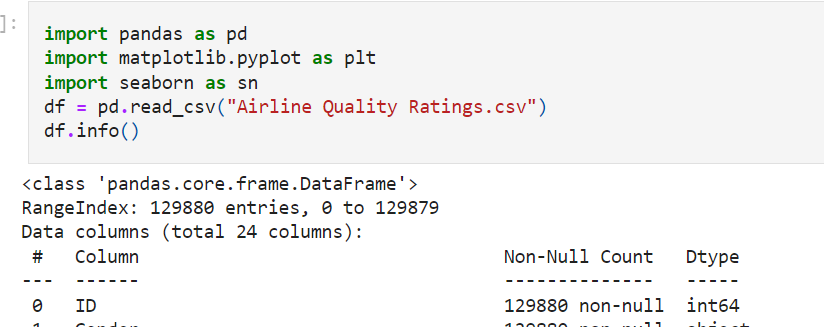 ]:
import pandas as pd
import matplotlib.pyplot as plt
import seaborn as sn
df = pd.read_csv("Airline Quality Ratings.csv")
df.info()
<class 'pandas.core.frame.DataFrame'>
RangeIndex: 129880 entries, 0 to 129879
Data columns (total 24 columns):
# Column Non-Null Count Dtype
--- ------ -------------- -----
0 ID 129880 non-null int64